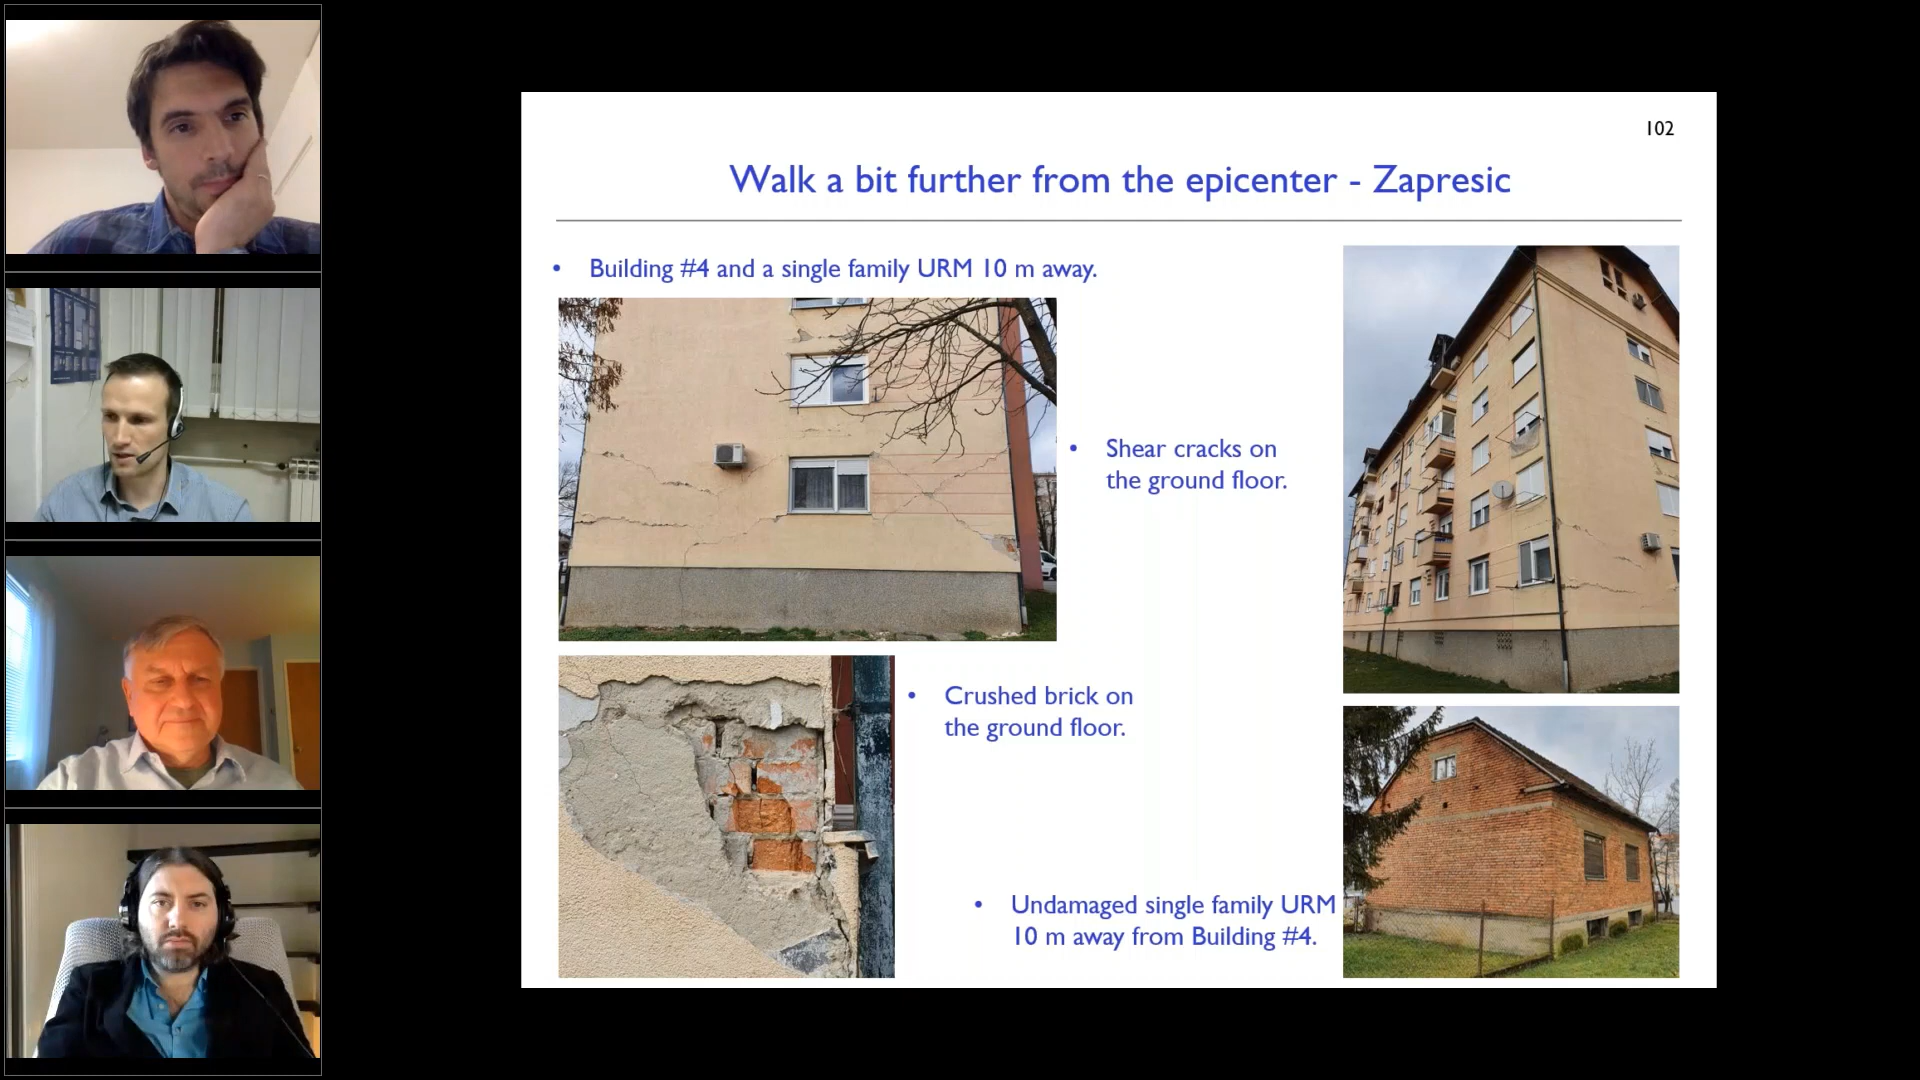 102
Walk a bit further from the epicenter - Zapresic
• Building #4 and a single family URM 10 m away.
• Shear cracks on
the ground floor.
• Crushed brick on
the ground floor.
• Undamaged single family URM
10 m away from Building #4.